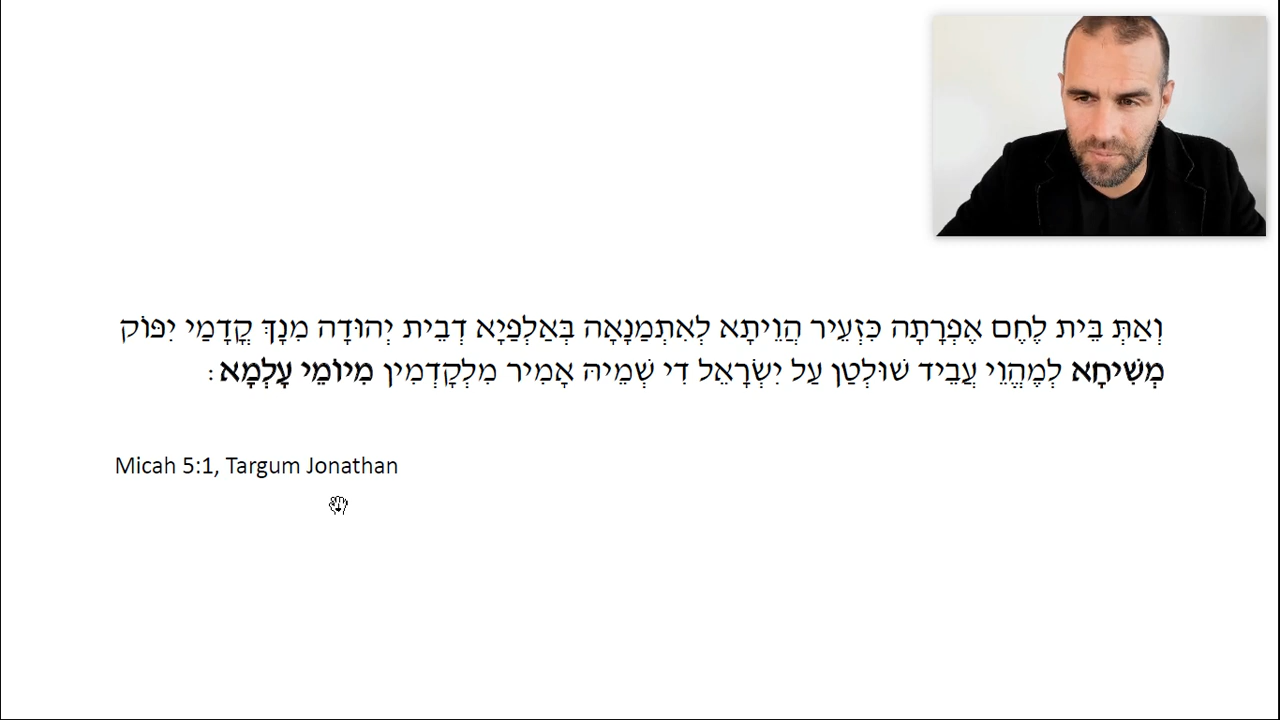 וְאַתְּ בֵּית לֶחֶם אֶפְרָתָה כִּזְעֵיר הֲוֵיתָא לְאִתְמַנָאָה בְּאַלְפַיָא דְבֵית יְהוּדָה מִנָךְ קֳדָמַי יִפּוֹק
מְשִׁיחָא לְמֶהֱוֵי עֲבֵיד שׁוּלְטַן עַל יִשְׂרָאֵל דִי שְׁמֵיהּ אָמִיר מִלְקָדְמִין מִיוֹמֵי עָלְמָא:
Micah 5:1, Targum Jonathan